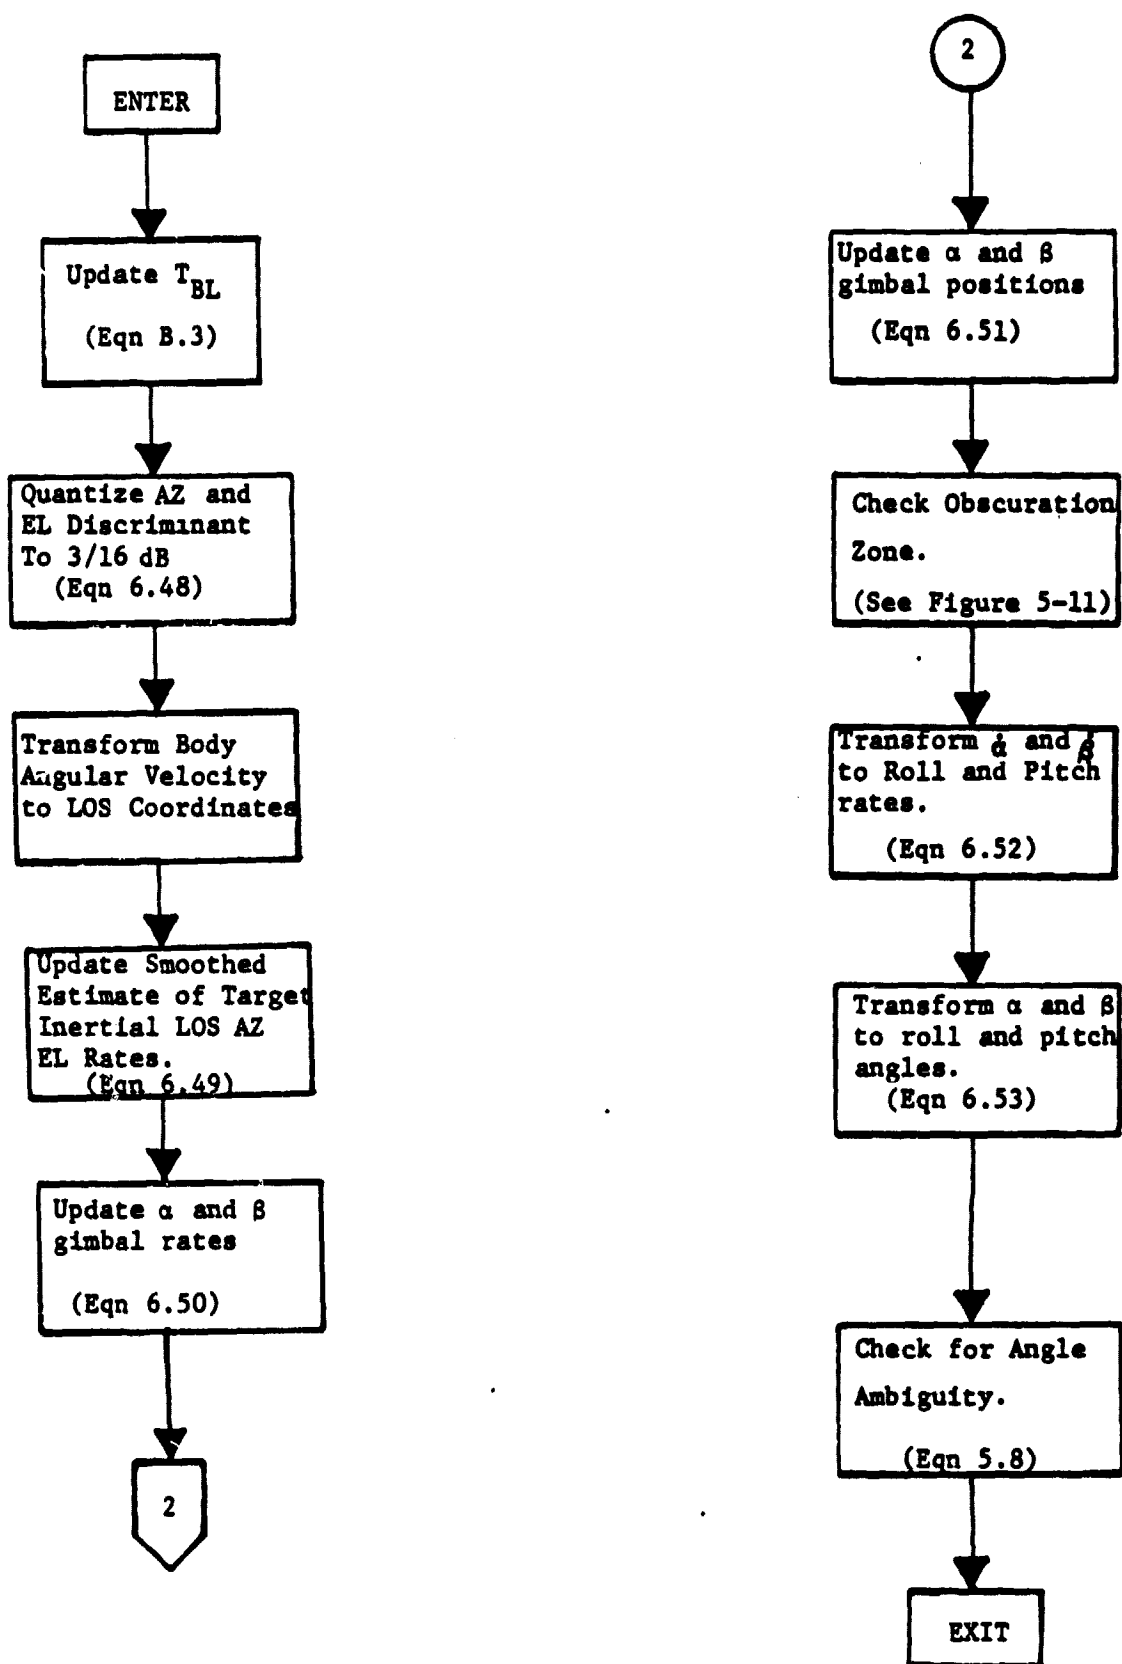 ENTER
Update T_BL
(Eqn B.3)
Quantize AZ and
EL Discriminant
To 3/16 dB
(Eqn 6.48)
Transform Body
Angular Velocity
to LOS Coordinates
Update Smoothed
Estimate of Target
Inertial LOS AZ
EL Rates.
(Eqn 6.49)
Update α and β
gimbal rates
(Eqn 6.50)
2
2
Update α and β
gimbal positions
(Eqn 6.51)
Check Obscuration
Zone.
(See Figure 5-11)
Transform α̇ and β̇
to Roll and Pitch
rates.
(Eqn 6.52)
Transform α and β
to roll and pitch
angles.
(Eqn 6.53)
Check for Angle
Ambiguity.
(Eqn 5.8)
EXIT